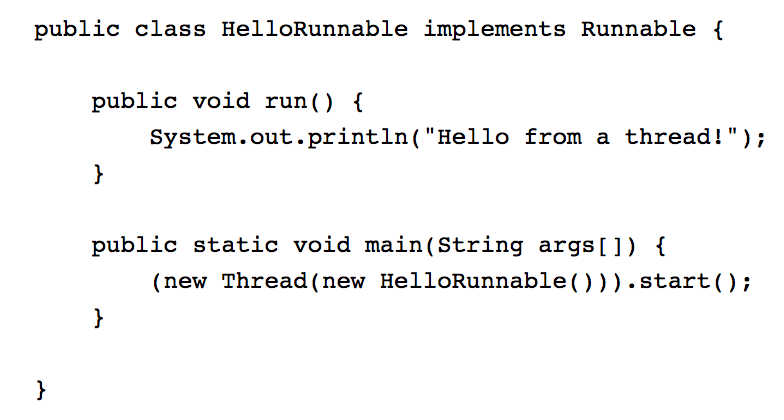 public class HelloRunnable implements Runnable {
    public void run() {
        System.out.println("Hello from a thread!");
    }
    public static void main(String args[]) {
        (new Thread(new HelloRunnable())).start();
    }
}